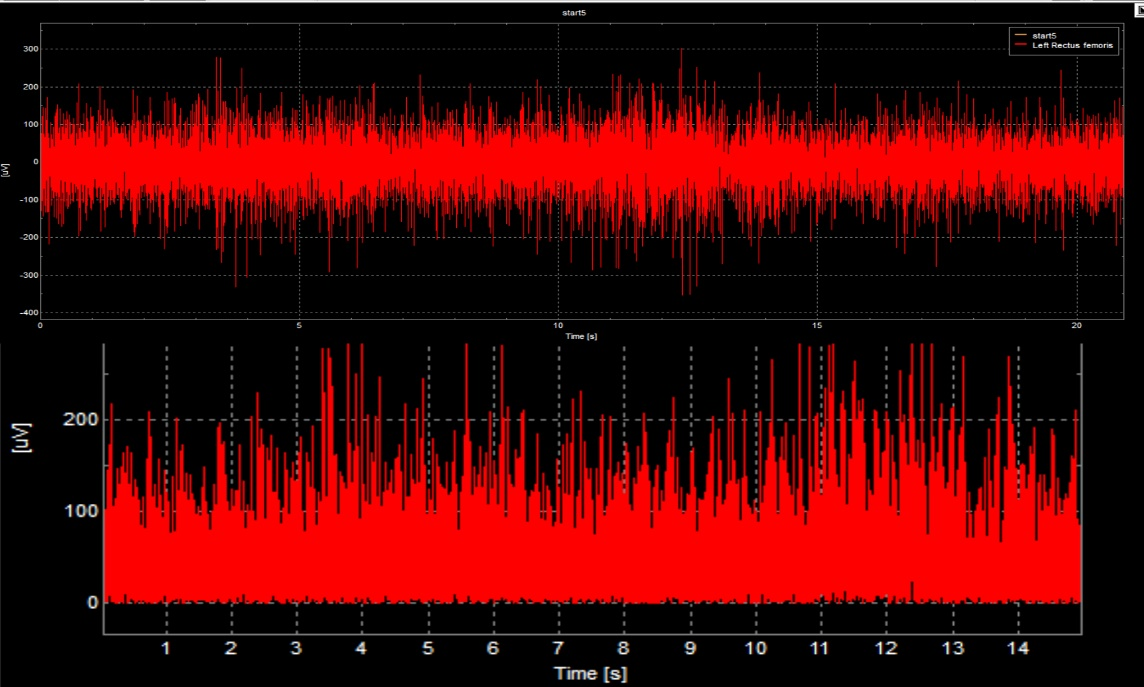 start5
start5
Left Rectus femoris
300
200
100
0
-100
-200
-300
-400
[uV]
0 5 10 15 20
Time [s]
[uV]
200
100
0
1 2 3 4 5 6 7 8 9 10 11 12 13 14
Time [s]